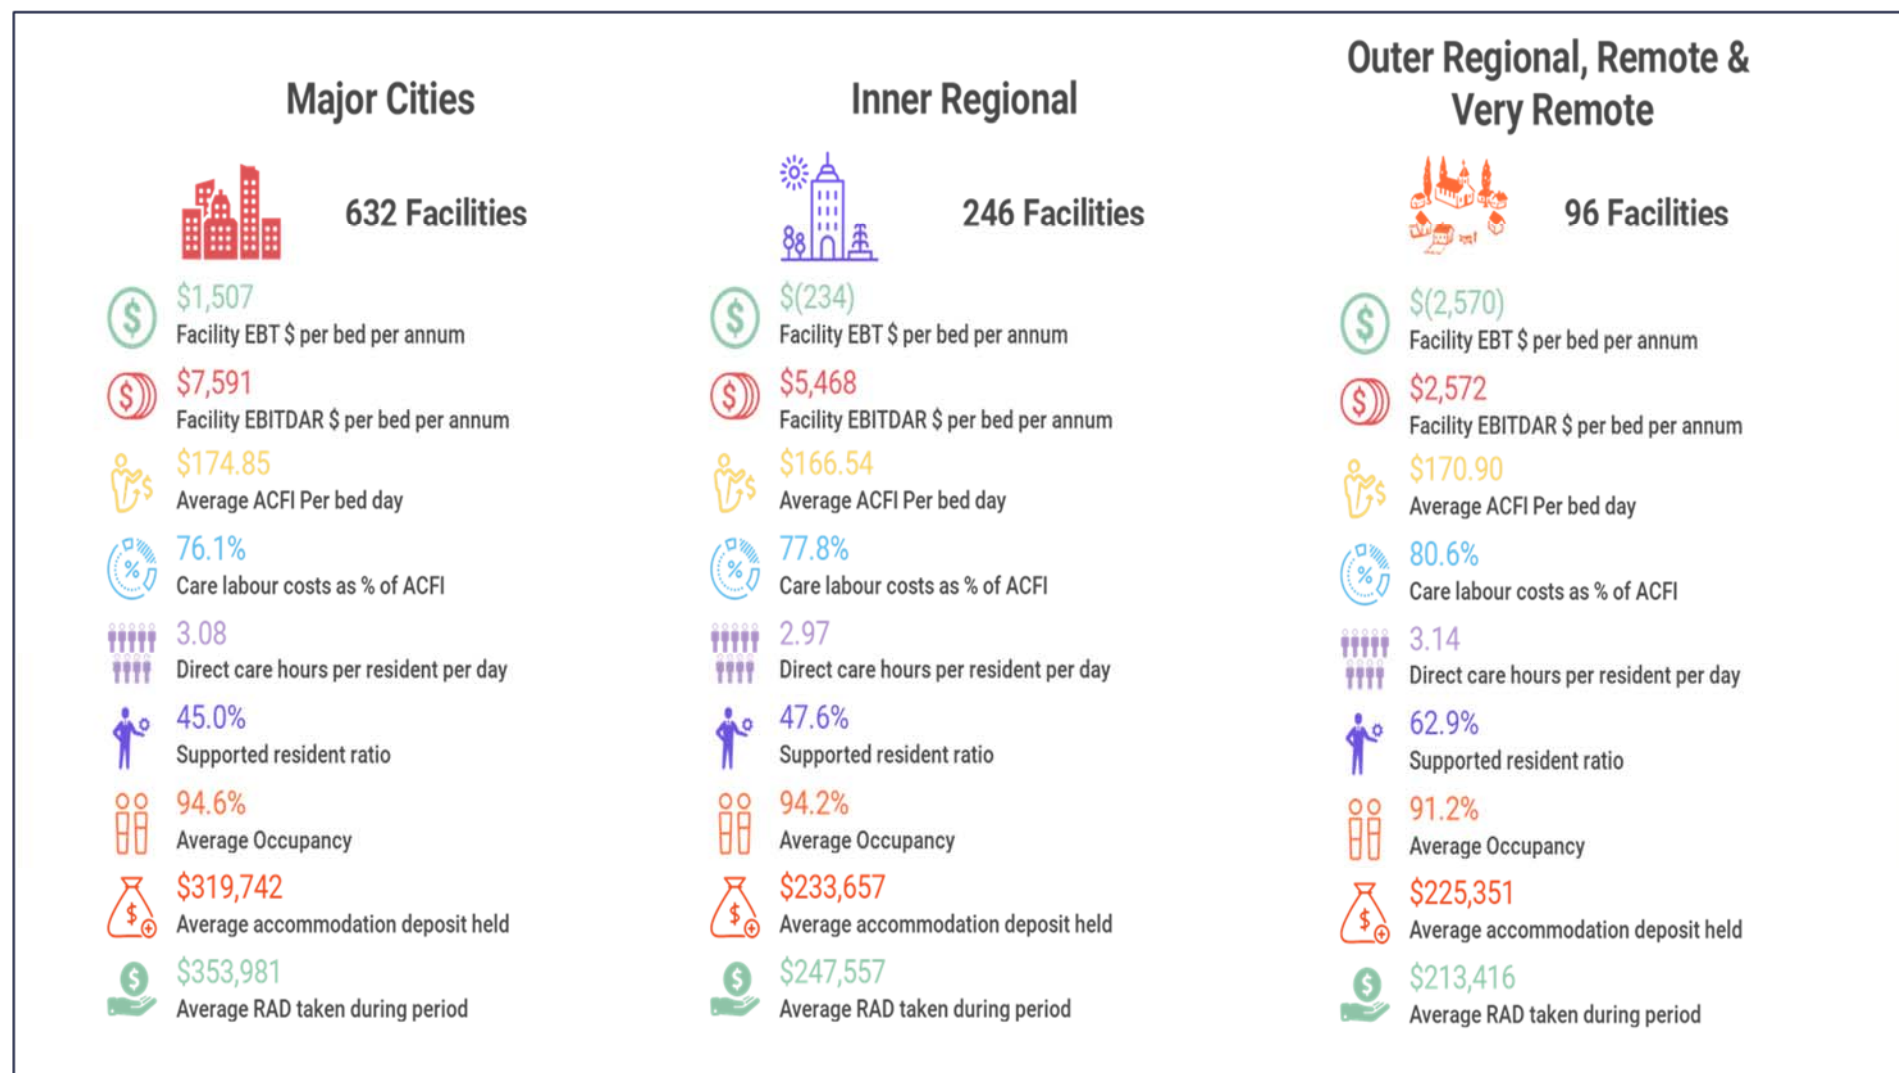 Major Cities
632 Facilities
$1,507
Facility EBT $ per bed per annum
$7,591
Facility EBITDAR $ per bed per annum
$174.85
Average ACFI Per bed day
76.1%
Care labour costs as % of ACFI
3.08
Direct care hours per resident per day
45.0%
Supported resident ratio
94.6%
Average Occupancy
$319,742
Average accommodation deposit held
$353,981
Average RAD taken during period
Inner Regional
246 Facilities
$(234)
Facility EBT $ per bed per annum
$5,468
Facility EBITDAR $ per bed per annum
$166.54
Average ACFI Per bed day
77.8%
Care labour costs as % of ACFI
2.97
Direct care hours per resident per day
47.6%
Supported resident ratio
94.2%
Average Occupancy
$233,657
Average accommodation deposit held
$247,557
Average RAD taken during period
Outer Regional, Remote &
Very Remote
96 Facilities
$(2,570)
Facility EBT $ per bed per annum
$2,572
Facility EBITDAR $ per bed per annum
$170.90
Average ACFI Per bed day
80.6%
Care labour costs as % of ACFI
3.14
Direct care hours per resident per day
62.9%
Supported resident ratio
91.2%
Average Occupancy
$225,351
Average accommodation deposit held
$213,416
Average RAD taken during period